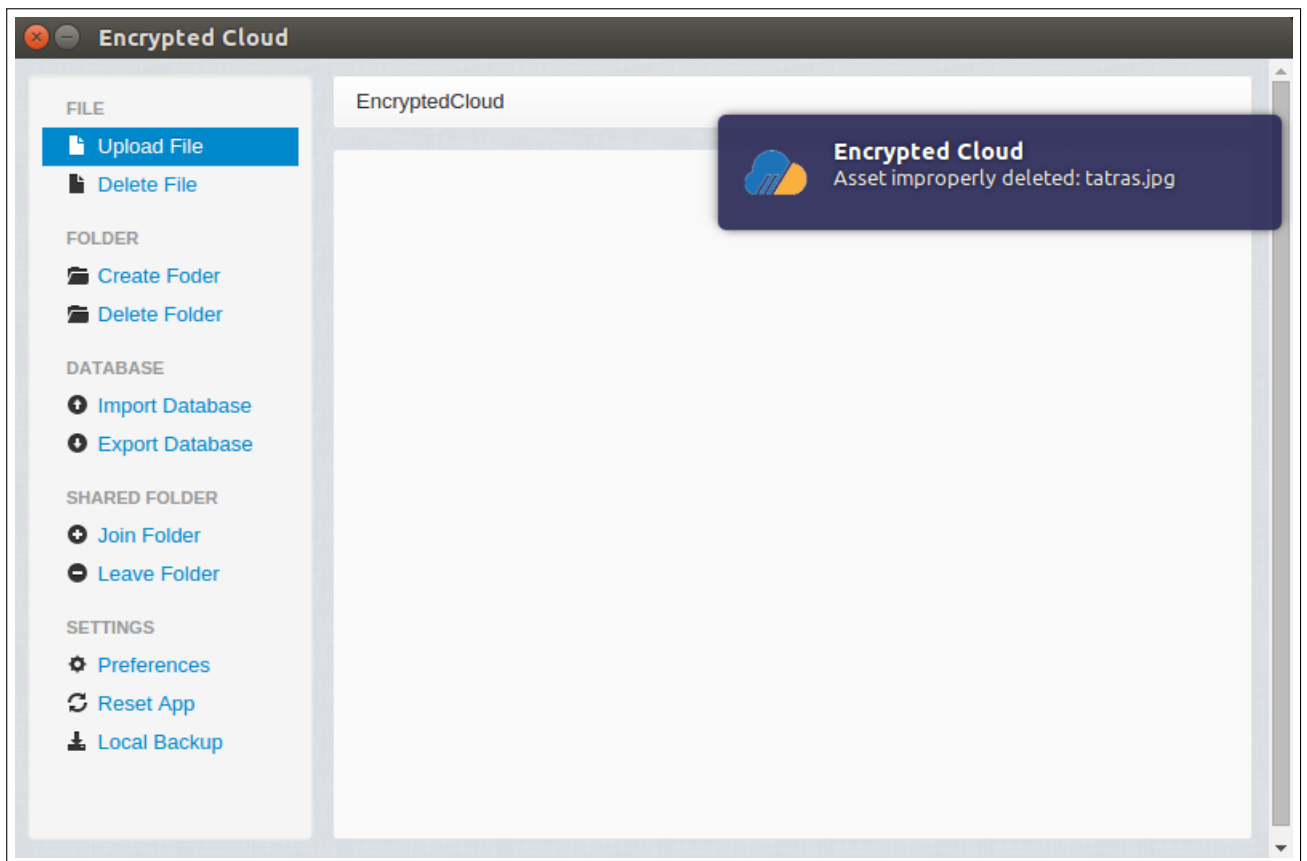 Encrypted Cloud
FILE
Upload File
Delete File
FOLDER
Create Foder
Delete Folder
DATABASE
Import Database
Export Database
SHARED FOLDER
Join Folder
Leave Folder
SETTINGS
Preferences
Reset App
Local Backup
EncryptedCloud
Encrypted Cloud
Asset improperly deleted: tatras.jpg